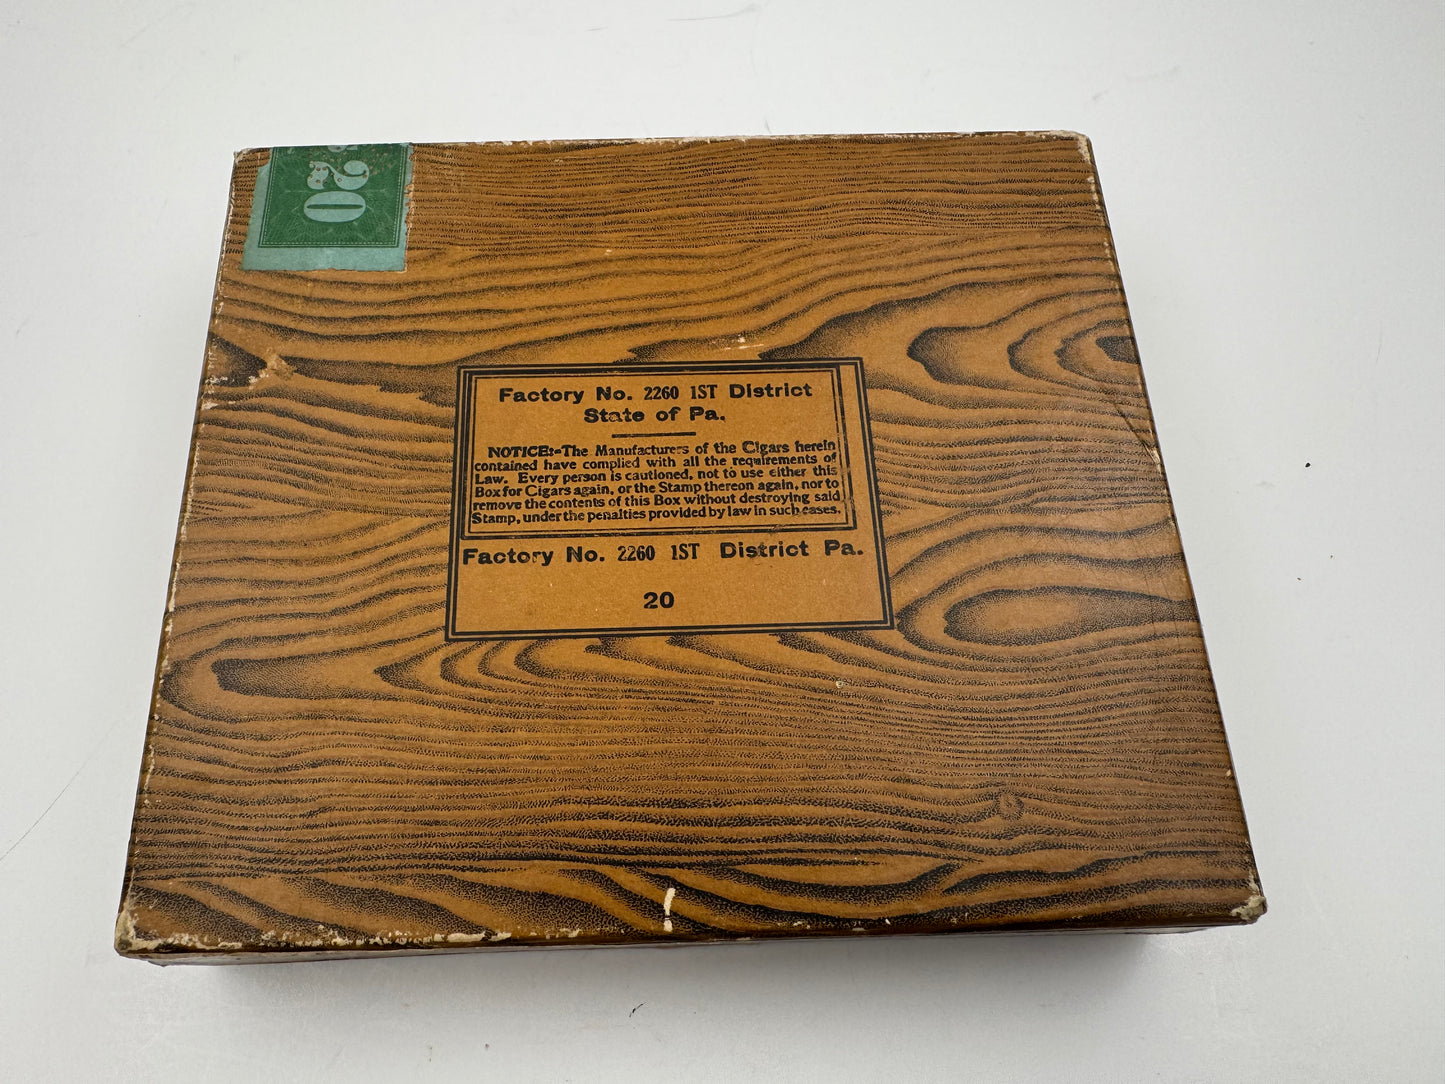 20
Factory No. 2260 1ST District
State of Pa.
NOTICE:-The Manufacturers of the Cigars herein
contained have complied with all the requirements of
Law. Every person is cautioned, not to use either this
Box for Cigars again, or the Stamp thereon again, nor to
remove the contents of this Box without destroying said
Stamp, under the penalties provided by law in such cases.
Factory No. 2260 1ST District Pa.
20